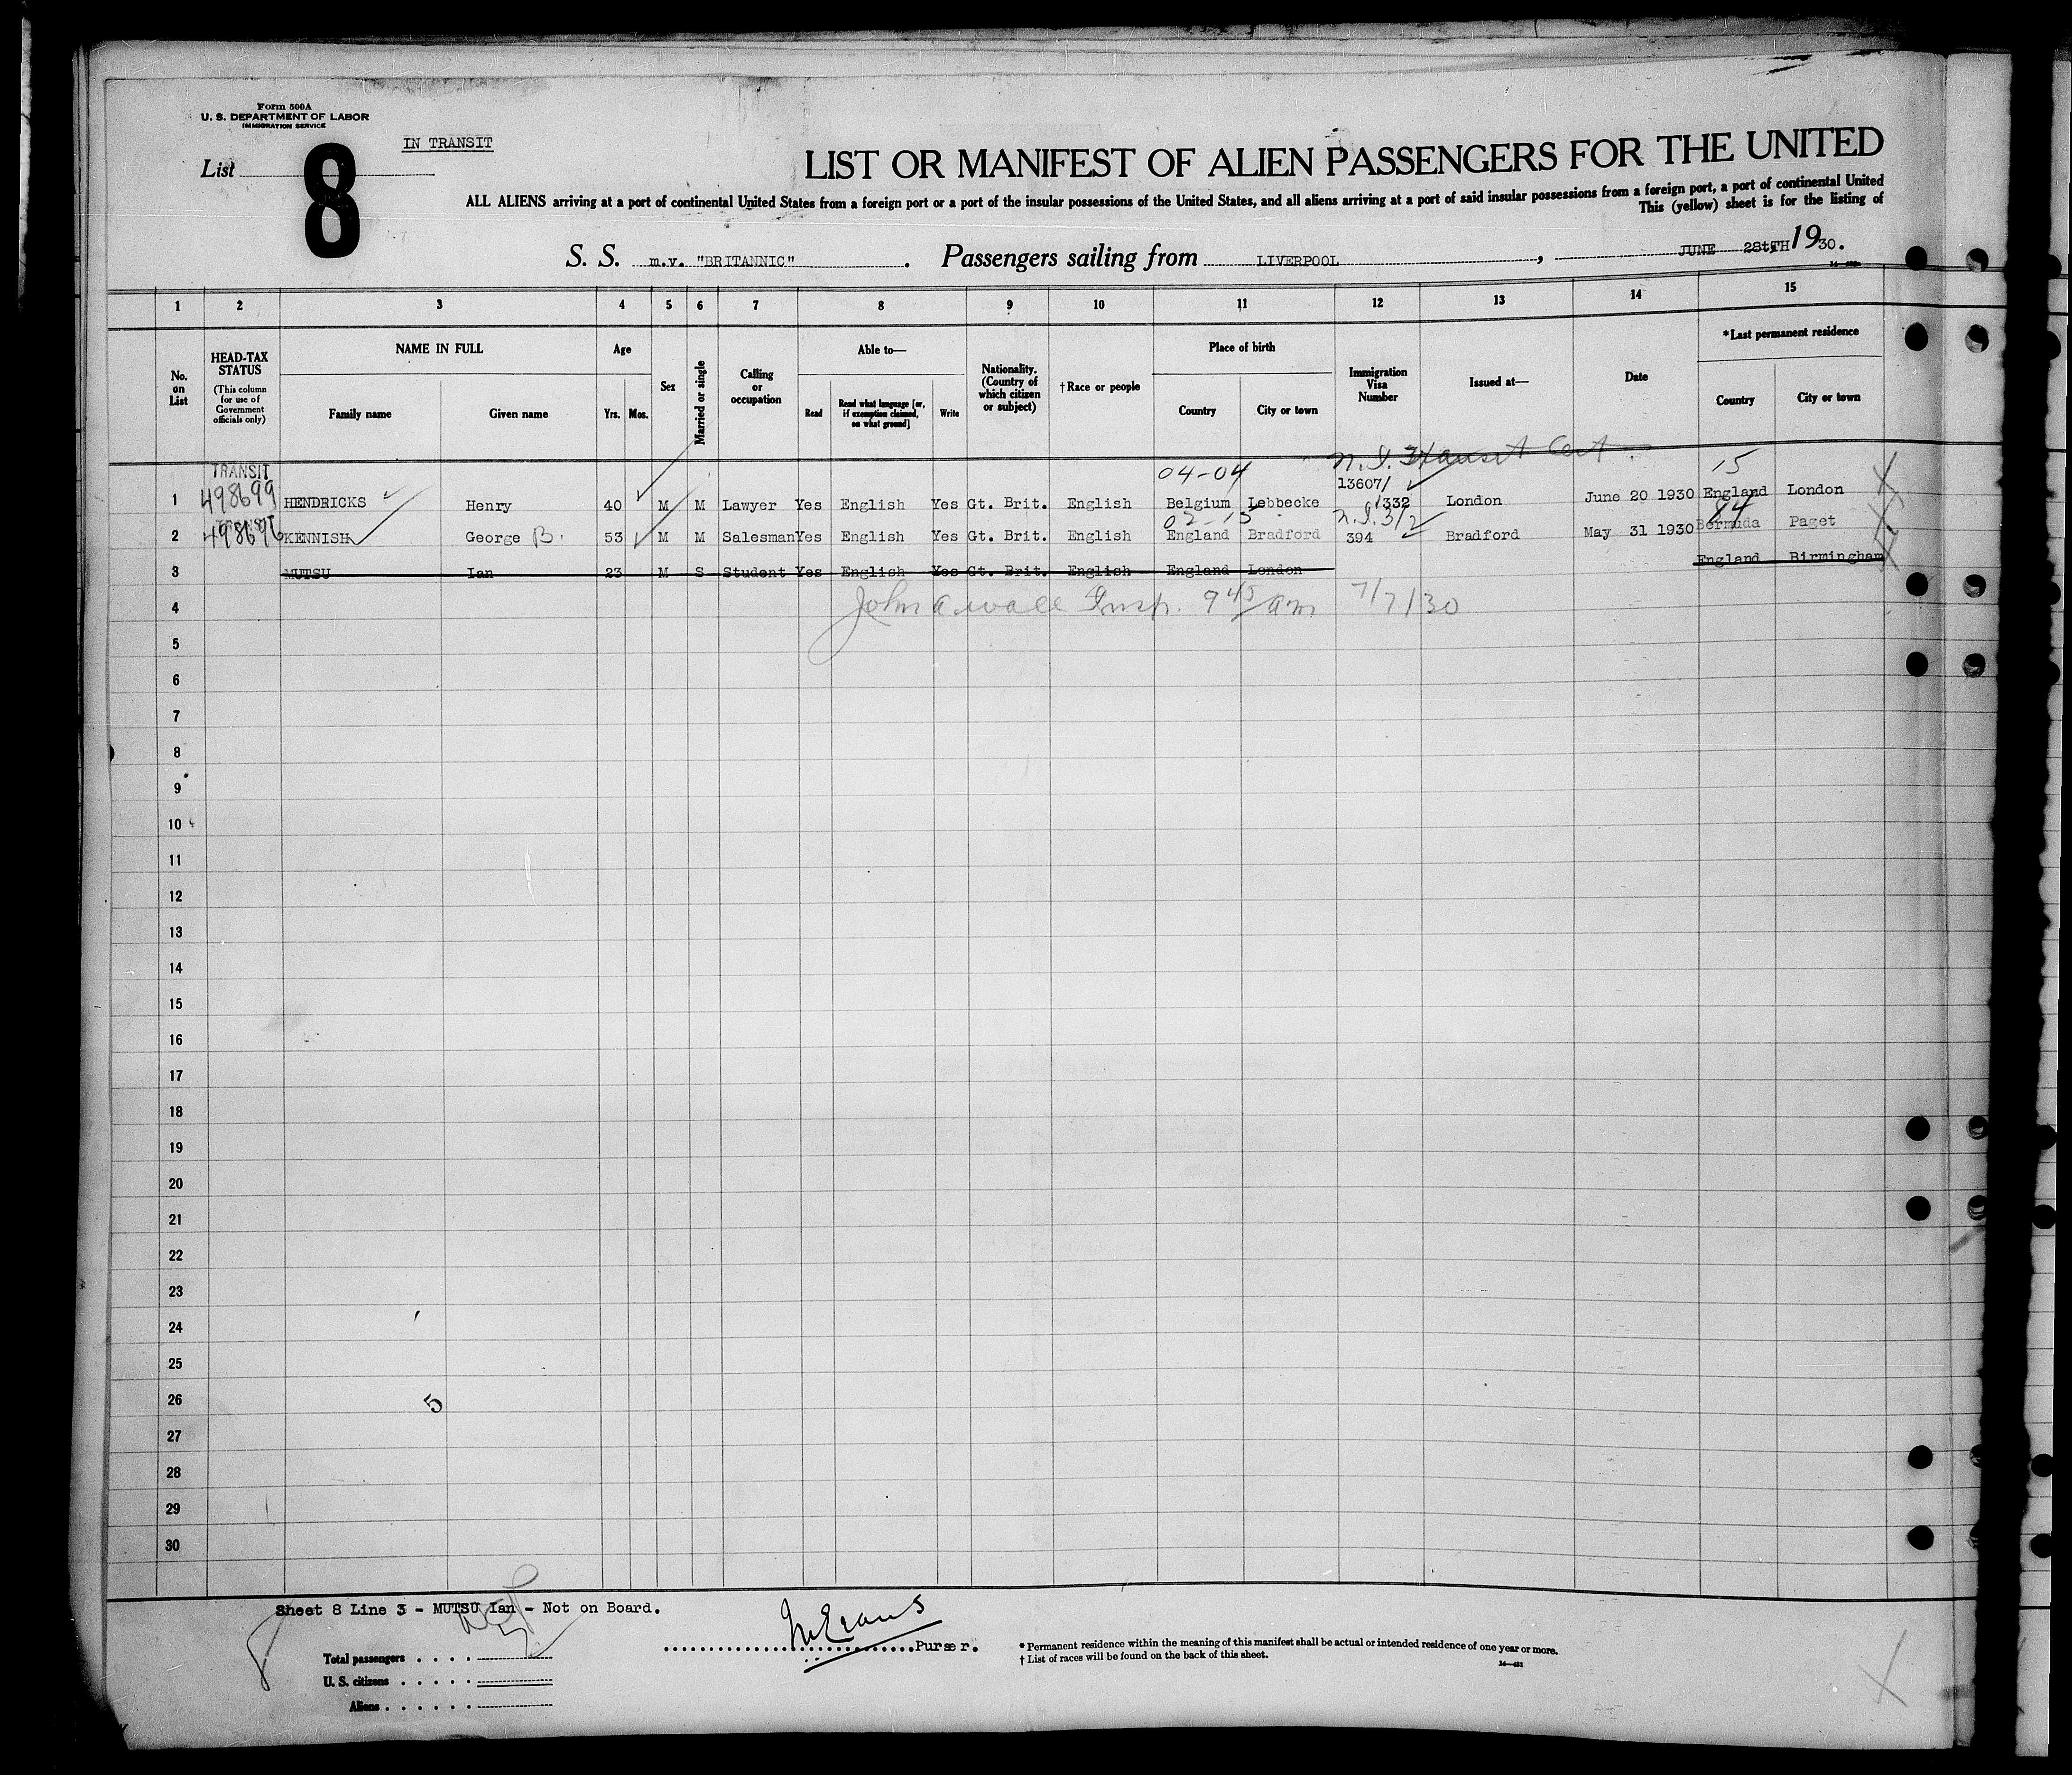 Form 500A
U. S. DEPARTMENT OF LABOR
IMMIGRATION SERVICE
IN TRANSIT
List 8
LIST OR MANIFEST OF ALIEN PASSENGERS FOR THE UNITED
ALL ALIENS arriving at a port of continental United States from a foreign port or a port of the insular possessions of the United States, and all aliens arriving at a port of said insular possessions from a foreign port, a port of continental United
This (yellow) sheet is for the listing of
S. S. m.v. "BRITANNIC". Passengers sailing from LIVERPOOL, JUNE 28tTH 1930.
1 2 3 4 5 6 7 8 9 10 11 12 13 14 15
No. on List
HEAD-TAX STATUS
(This column for use of Government officials only)
NAME IN FULL
Family name
Given name
Age
Yrs. Mos.
Sex
Married or single
Calling or occupation
Able to—
Read
Read what language [or, if exemption claimed, on what ground]
Write
Nationality. (Country of which citizen or subject)
†Race or people
Place of birth
Country
City or town
Immigration Visa Number
Issued at—
Date
*Last permanent residence
Country
City or town
TRANSIT 04-04 N.I. Transit Cert 15
1 498699 HENDRICKS Henry 40 M M Lawyer Yes English Yes Gt. Brit. English Belgium Lebbecke 13607/1332 London June 20 1930 England London
TRANSIT 02-15 84
2 498696 KENNISH George B. 53 M M Salesman Yes English Yes Gt. Brit. English England Bradford 394 Bradford May 31 1930 Bermuda Paget
3 MUTSU Ian 23 M S Student Yes English Yes Gt. Brit. English England London England Birmingham
4 John A Wall Insp. 9 45 am 7/7/30
5
6
7
8
9
10
11
12
13
14
15
16
17
18
19
20
21
22
23
24
25
26 5
27
28
29
30
Sheet 8 Line 3 - MUTSU Ian - Not on Board.
Evans
Purser.
Total passengers
U. S. citizens
Aliens
* Permanent residence within the meaning of this manifest shall be actual or intended residence of one year or more.
† List of races will be found on the back of this sheet.